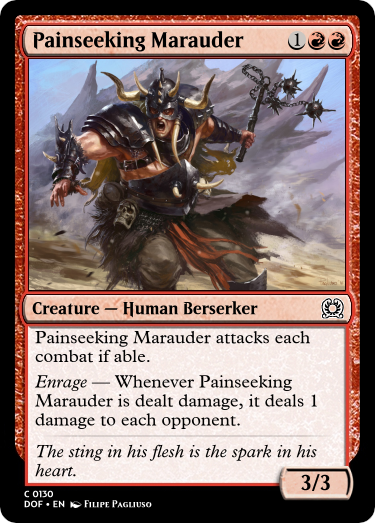 Painseeking Marauder 1
Creature — Human Berserker
Painseeking Marauder attacks each
combat if able.
Enrage — Whenever Painseeking
Marauder is dealt damage, it deals 1
damage to each opponent.
The sting in his flesh is the spark in his
heart.
3/3
C 0130
DOF • EN Filipe Pagliuso